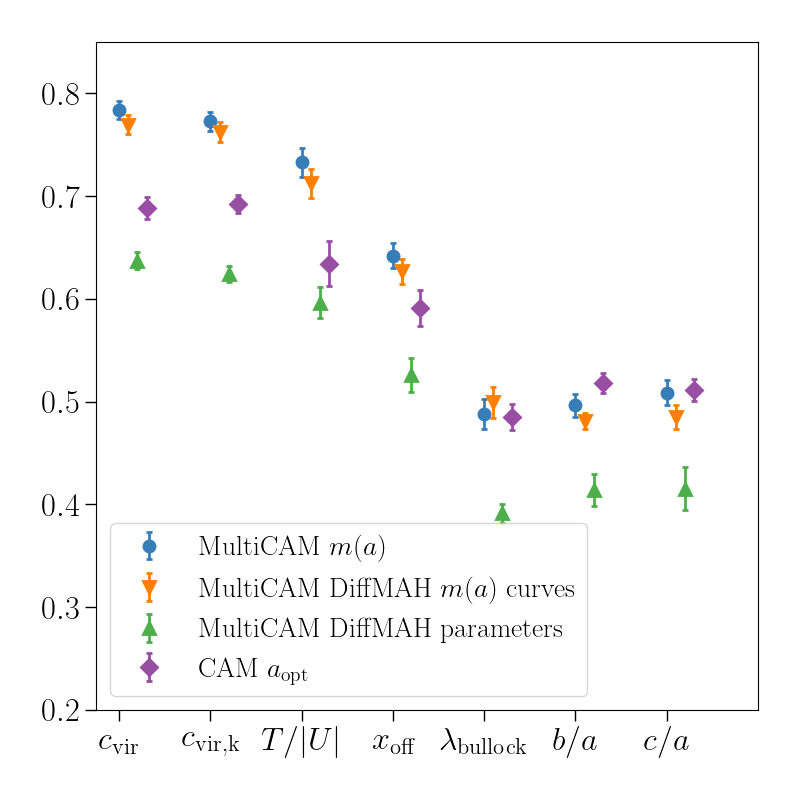 0.8
0.7
0.6
0.5
0.4
0.3
0.2
MultiCAM m(a)
MultiCAM DiffMAH m(a) curves
MultiCAM DiffMAH parameters
CAM a_opt
c_vir c_vir,k T/|U| x_off λ_bullock b/a c/a